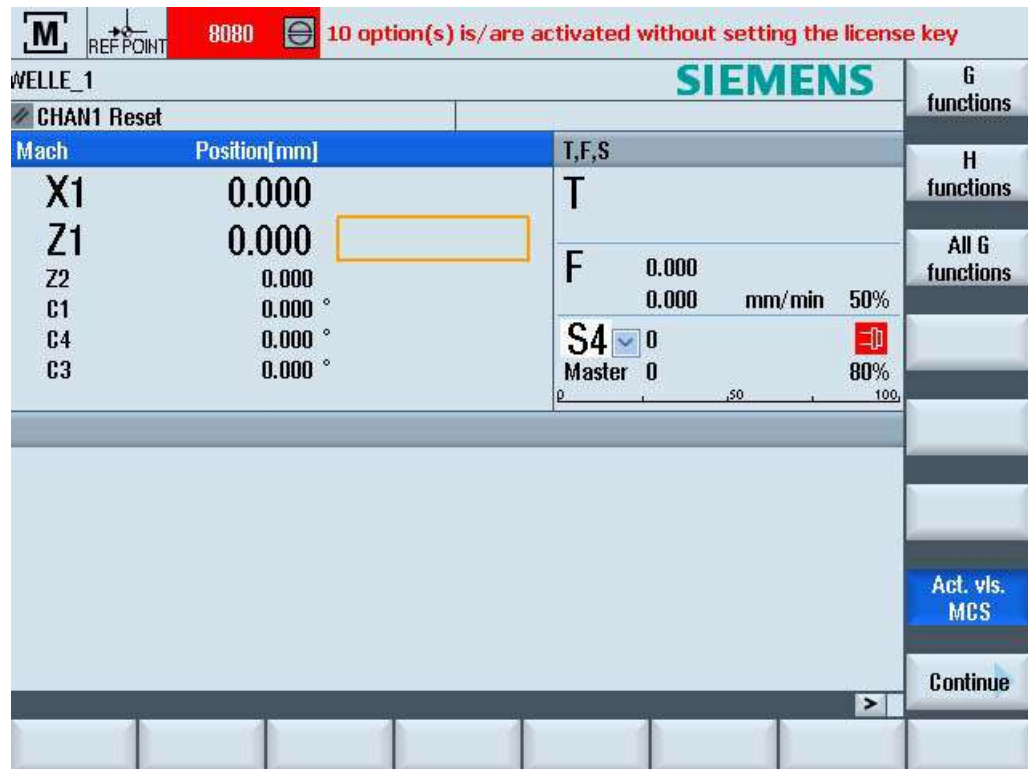 M REF POINT 8080 10 option(s) is/are activated without setting the license key
WELLE_1 SIEMENS
CHAN1 Reset
G
functions
Mach Position[mm] T,F,S
H
functions
X1 0.000 T
Z1 0.000
All G
functions
Z2 0.000 F 0.000
C1 0.000 ° 0.000 mm/min 50%
C4 0.000 ° S4 0
C3 0.000 ° Master 0 80%
0 50 100
Act. vls.
MCS
Continue
>